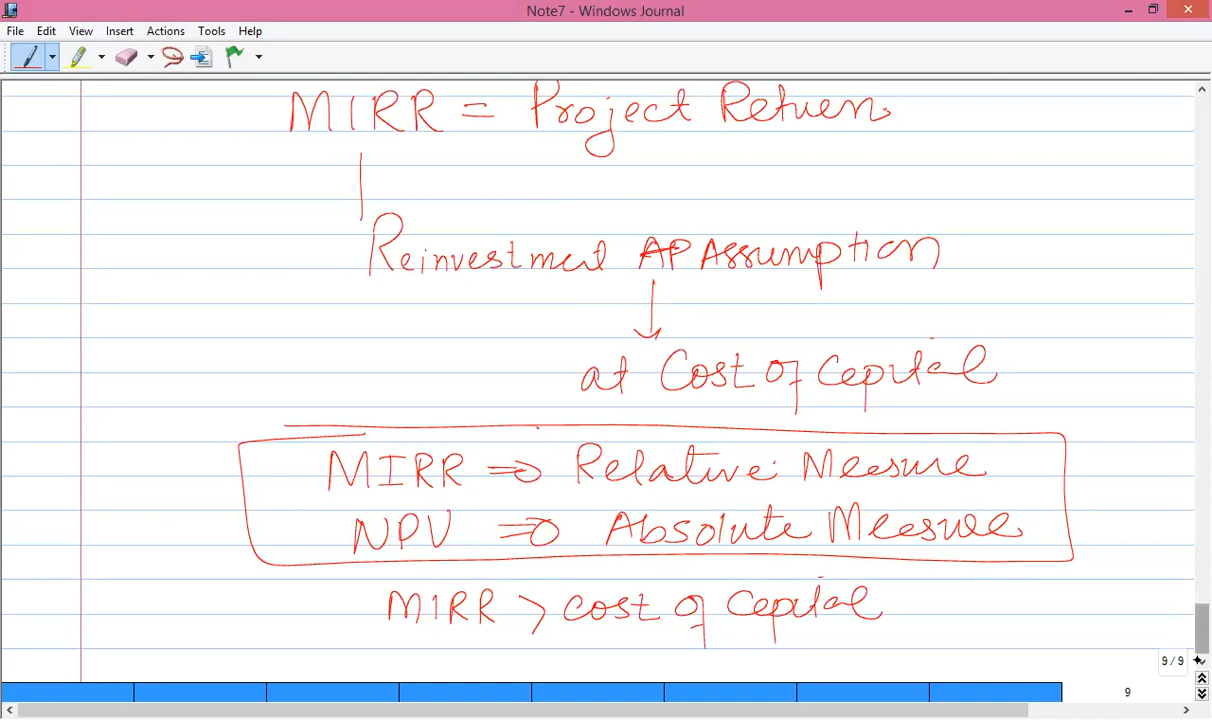 Note7 - Windows Journal
File Edit View Insert Actions Tools Help
MIRR = Project Return
Reinvestment AP Assumption
at Cost of Capital
MIRR => Relative Measure
NPV => Absolute Measure
MIRR > cost of Capital
9 / 9
9